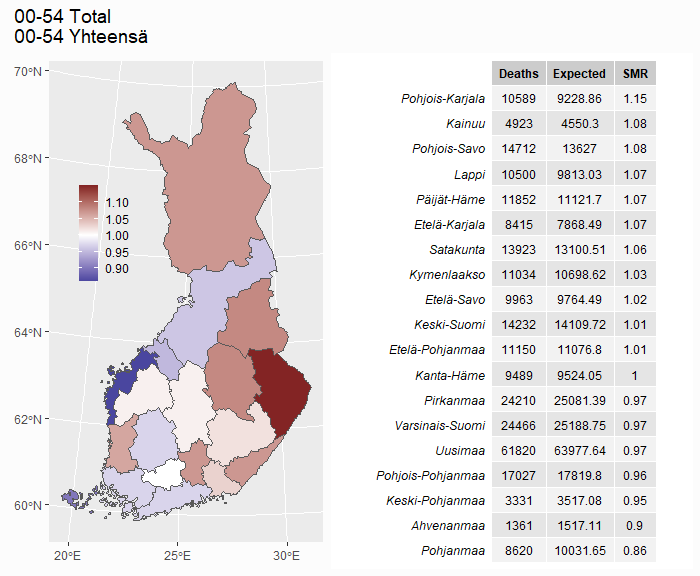 00-54 Total
00-54 Yhteensä
70°N
68°N
66°N
64°N
62°N
60°N
20°E 25°E 30°E
1.10
1.05
1.00
0.95
0.90
Deaths Expected SMR
Pohjois-Karjala 10589 9228.86 1.15
Kainuu 4923 4550.3 1.08
Pohjois-Savo 14712 13627 1.08
Lappi 10500 9813.03 1.07
Päijät-Häme 11852 11121.7 1.07
Etelä-Karjala 8415 7868.49 1.07
Satakunta 13923 13100.51 1.06
Kymenlaakso 11034 10698.62 1.03
Etelä-Savo 9963 9764.49 1.02
Keski-Suomi 14232 14109.72 1.01
Etelä-Pohjanmaa 11150 11076.8 1.01
Kanta-Häme 9489 9524.05 1
Pirkanmaa 24210 25081.39 0.97
Varsinais-Suomi 24466 25188.75 0.97
Uusimaa 61820 63977.64 0.97
Pohjois-Pohjanmaa 17027 17819.8 0.96
Keski-Pohjanmaa 3331 3517.08 0.95
Ahvenanmaa 1361 1517.11 0.9
Pohjanmaa 8620 10031.65 0.86